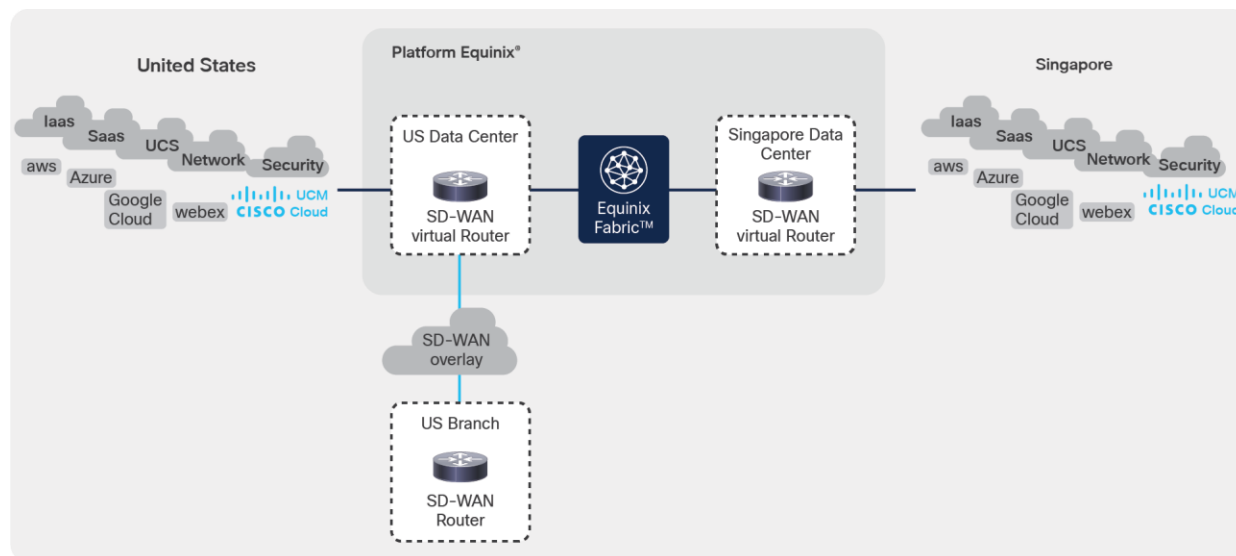 Platform Equinix®
United States
Iaas
Saas
UCS
Network
Security
aws
Azure
Google
Cloud
webex
UCM
CISCO Cloud
US Data Center
SD-WAN
virtual Router
Equinix
Fabric™
Singapore Data
Center
SD-WAN
virtual Router
Singapore
Iaas
Saas
UCS
Network
Security
aws
Azure
Google
Cloud
webex
UCM
CISCO Cloud
SD-WAN
overlay
US Branch
SD-WAN
Router